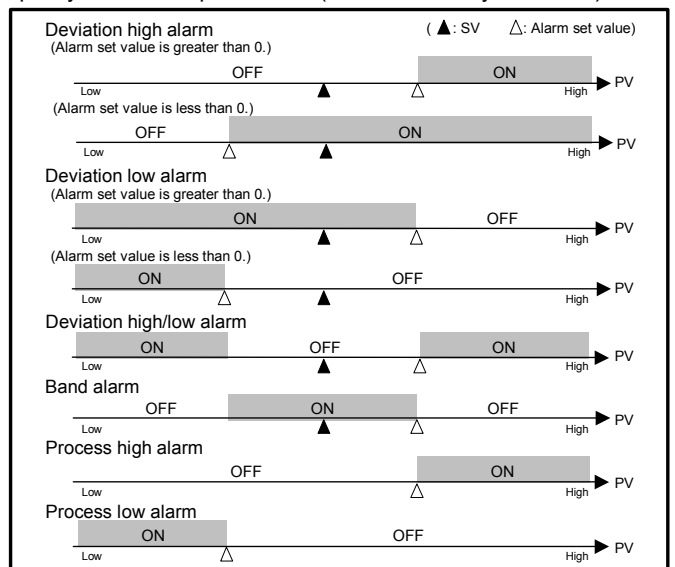 Deviation high alarm ( ▲: SV △: Alarm set value)
(Alarm set value is greater than 0.)
OFF ON
Low High PV
(Alarm set value is less than 0.)
OFF ON
Low High PV
Deviation low alarm
(Alarm set value is greater than 0.)
ON OFF
Low High PV
(Alarm set value is less than 0.)
ON OFF
Low High PV
Deviation high/low alarm
ON OFF ON
Low High PV
Band alarm
OFF ON OFF
Low High PV
Process high alarm
OFF ON
Low High PV
Process low alarm
ON OFF
Low High PV